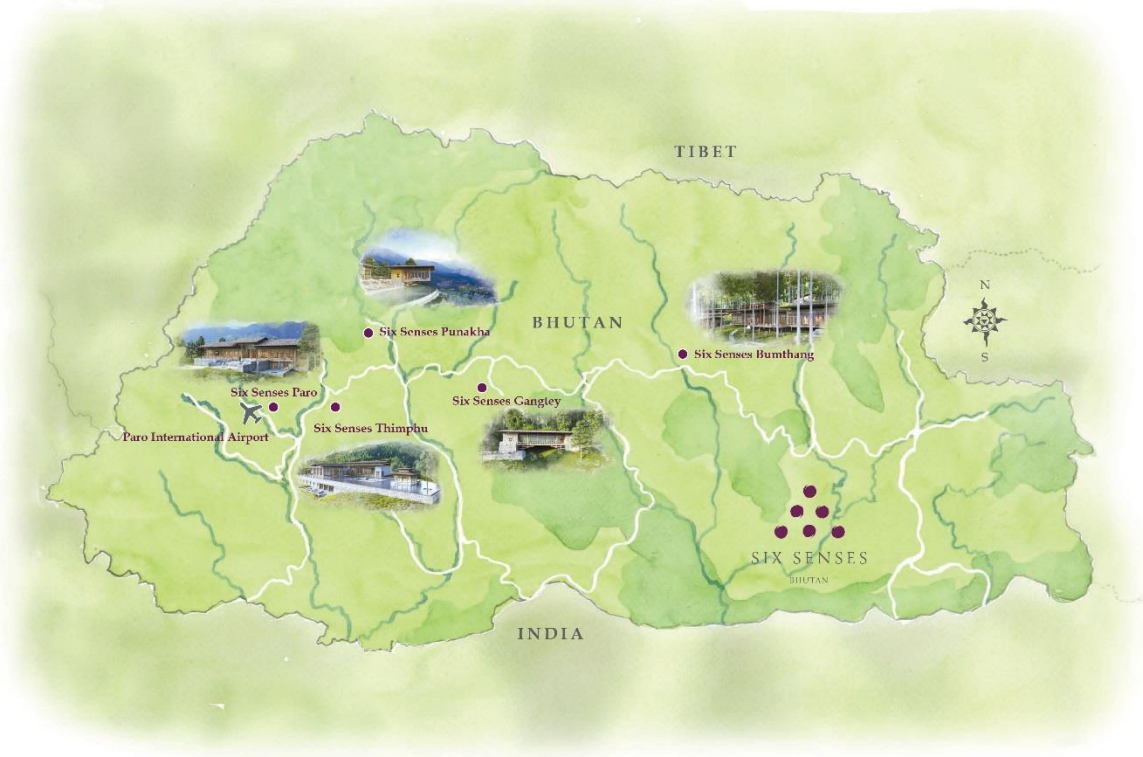 TIBET
N
BHUTAN
Six Senses Punakha
S
Six Senses Bumthang
Six Senses Paro
Six Senses Gangtey
Six Senses Thimphu
Paro International Airport
SIX SENSES
BHUTAN
INDIA